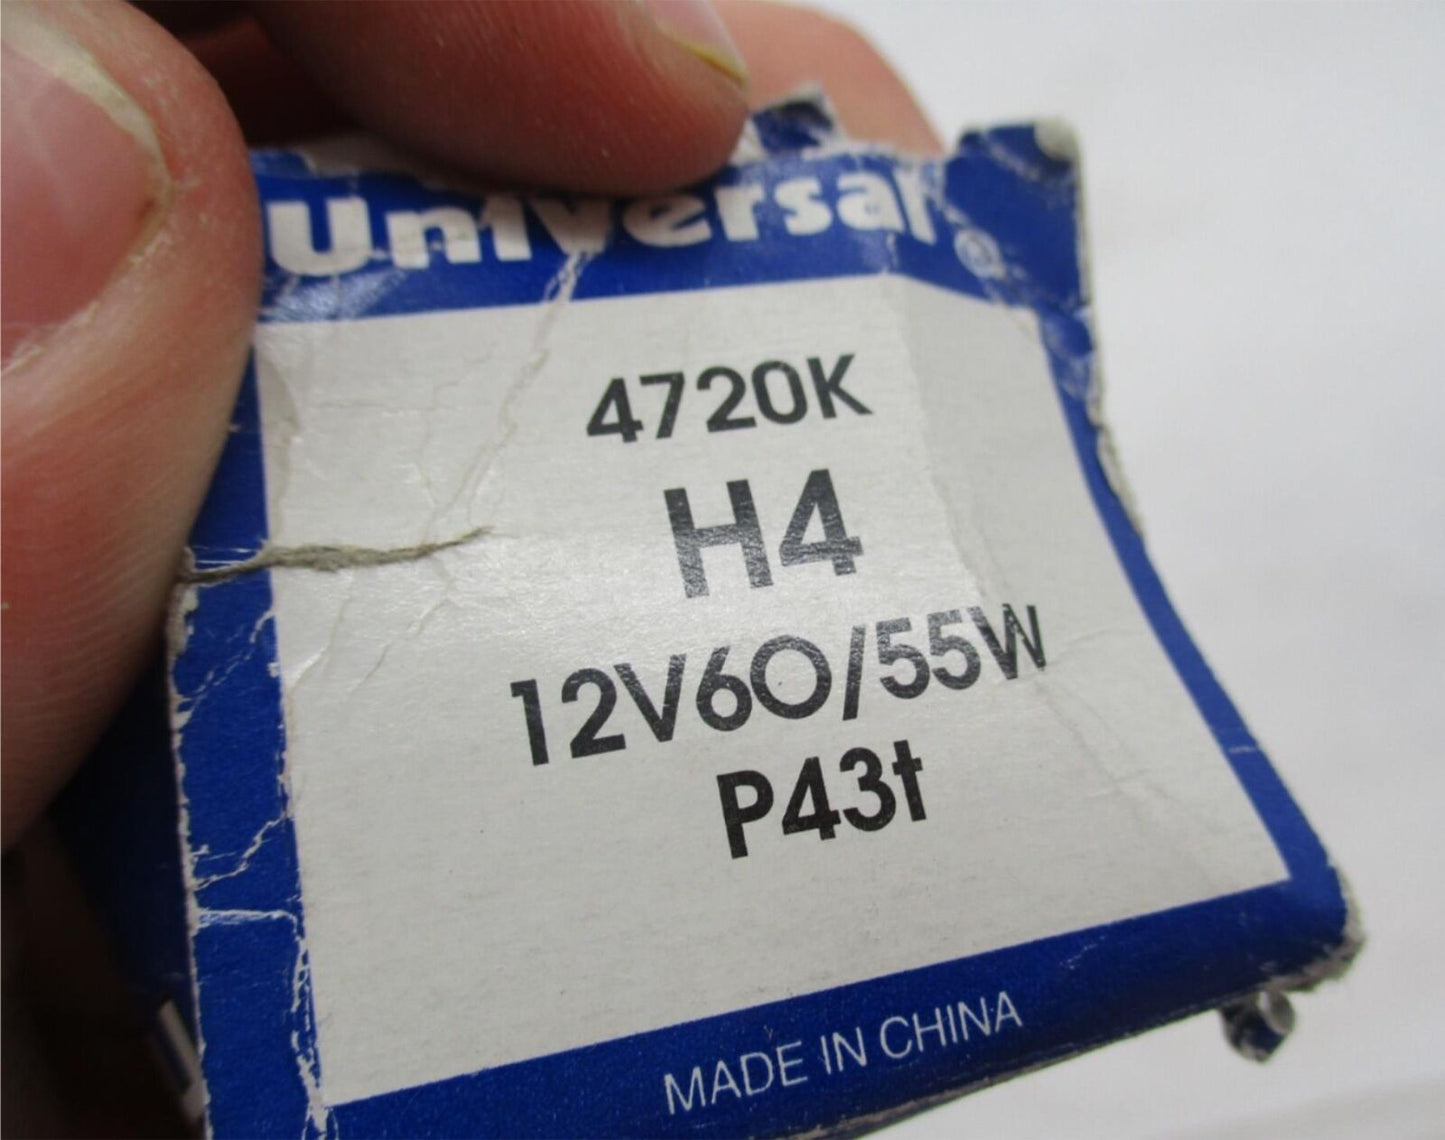 Universal®
4720K
H4
12V60/55W
P43t
MADE IN CHINA